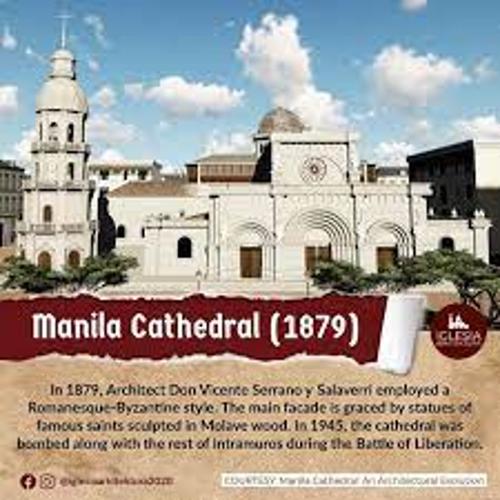 Manila Cathedral (1879)
IGLESIA
In 1879, Architect Don Vicente Serrano y Salaverri employed a
Romanesque-Byzantine style. The main facade is graced by statues of
famous saints sculpted in Molave wood. In 1945, the cathedral was
bombed along with the rest of Intramuros during the Battle of Liberation.
COURTESY: Manila Cathedral: An Architectural Evolution